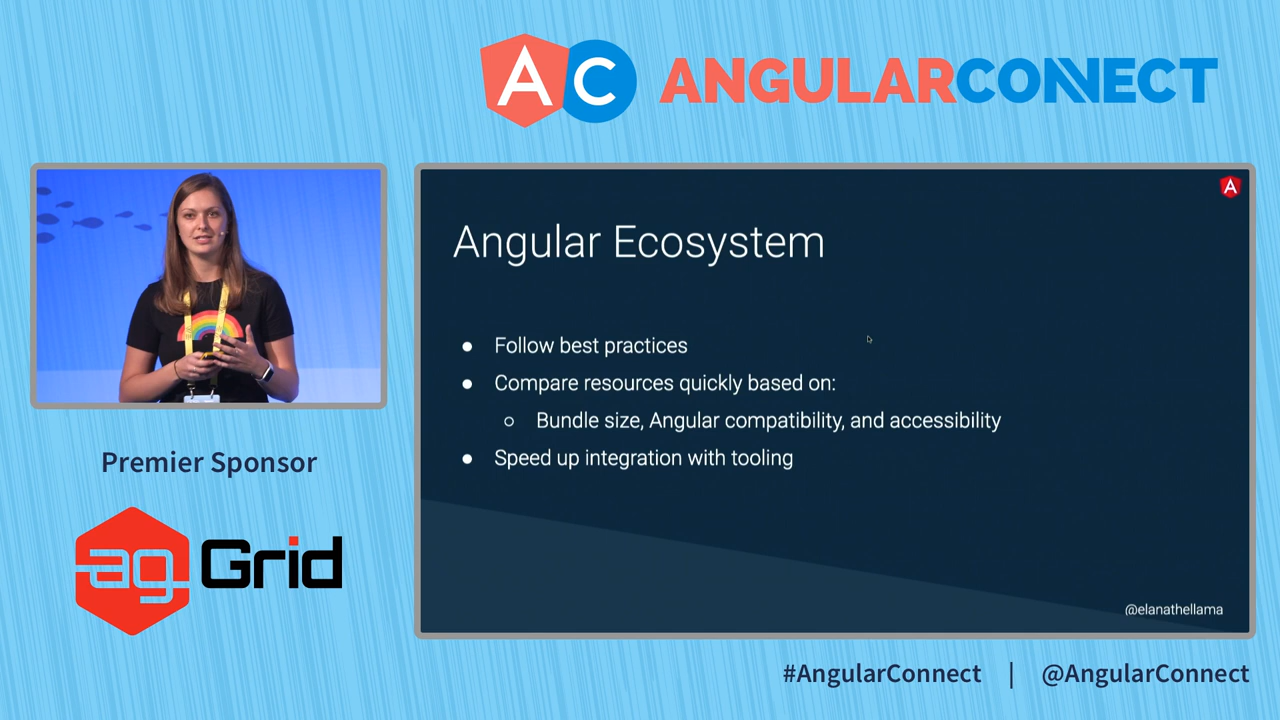 AC ANGULARCONNECT
A
Angular Ecosystem
● Follow best practices
● Compare resources quickly based on:
○ Bundle size, Angular compatibility, and accessibility
● Speed up integration with tooling
@elanathellama
Premier Sponsor
ag Grid
#AngularConnect | @AngularConnect